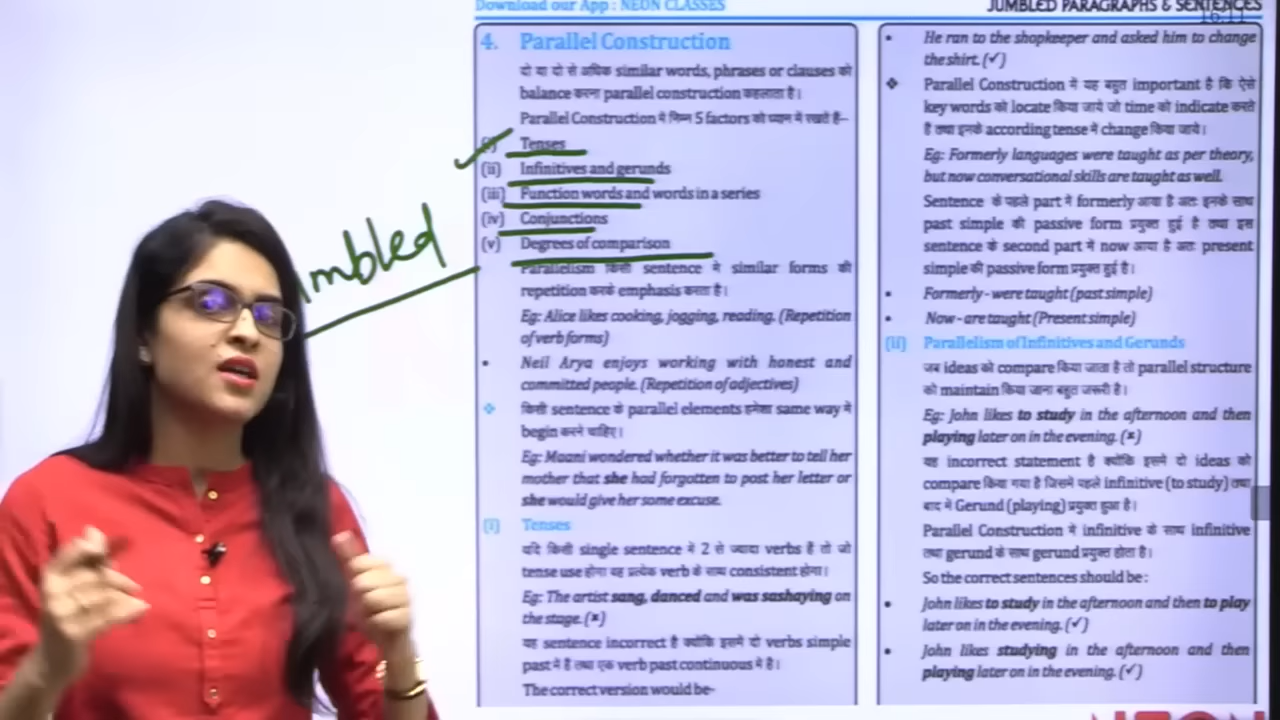 Download our App : NEON CLASSES
JUMBLED PARAGRAPHS & SENTENCES
16:11
umbled
4. Parallel Construction
दो या दो से अधिक similar words, phrases or clauses को
balance करना parallel construction कहलाता है।
Parallel Construction में निम्न 5 factors को ध्यान में रखते है–
(i) Tenses
(ii) Infinitives and gerunds
(iii) Function words and words in a series
(iv) Conjunctions
(v) Degrees of comparison
Parallelism किसी sentence मे similar forms की
repetition करके emphasis करता है।
Eg: Alice likes cooking, jogging, reading. (Repetition
of verb forms)
• Neil Arya enjoys working with honest and
committed people. (Repetition of adjectives)
❖ किसी sentence के parallel elements हमेशा same way मे
begin करने चाहिए।
Eg: Maani wondered whether it was better to tell her
mother that she had forgotten to post her letter or
she would give her some excuse.
(i) Tenses
यदि किसी single sentence में 2 से ज्यादा verbs हैं तो जो
tense use होगा वह प्रत्येक verb के साथ consistent होगा।
Eg: The artist sang, danced and was sashaying on
the stage. (×)
यह sentence incorrect है क्योंकि इसमे दो verbs simple
past में हैं तथा एक verb past continuous में है।
The correct version would be-
• He ran to the shopkeeper and asked him to change
the shirt. (✓)
❖ Parallel Construction में यह बहुत important है कि ऐसे
key words को locate किया जाये जो time को indicate करते
हैं तथा इनके according tense में change किया जाये।
Eg: Formerly languages were taught as per theory,
but now conversational skills are taught as well.
Sentence के पहले part में formerly आया है अतः इनके साथ
past simple की passive form प्रयुक्त हुई है तथा इस
sentence के second part में now आया है अतः present
simple की passive form प्रयुक्त हुई है।
• Formerly - were taught (past simple)
• Now - are taught (Present simple)
(ii) Parallelism of Infinitives and Gerunds
जब ideas को compare किया जाता है तो parallel structure
को maintain किया जाना बहुत जरूरी है।
Eg: John likes to study in the afternoon and then
playing later on in the evening. (×)
यह incorrect statement है क्योंकि इसमे दो ideas को
compare किया गया है जिसमे पहले infinitive (to study) तथा
बाद मे Gerund (playing) प्रयुक्त हुआ है।
Parallel Construction में infinitive के साथ infinitive
तथा gerund के साथ gerund प्रयुक्त होता है।
So the correct sentences should be :
• John likes to study in the afternoon and then to play
later on in the evening. (✓)
• John likes studying in the afternoon and then
playing later on in the evening. (✓)